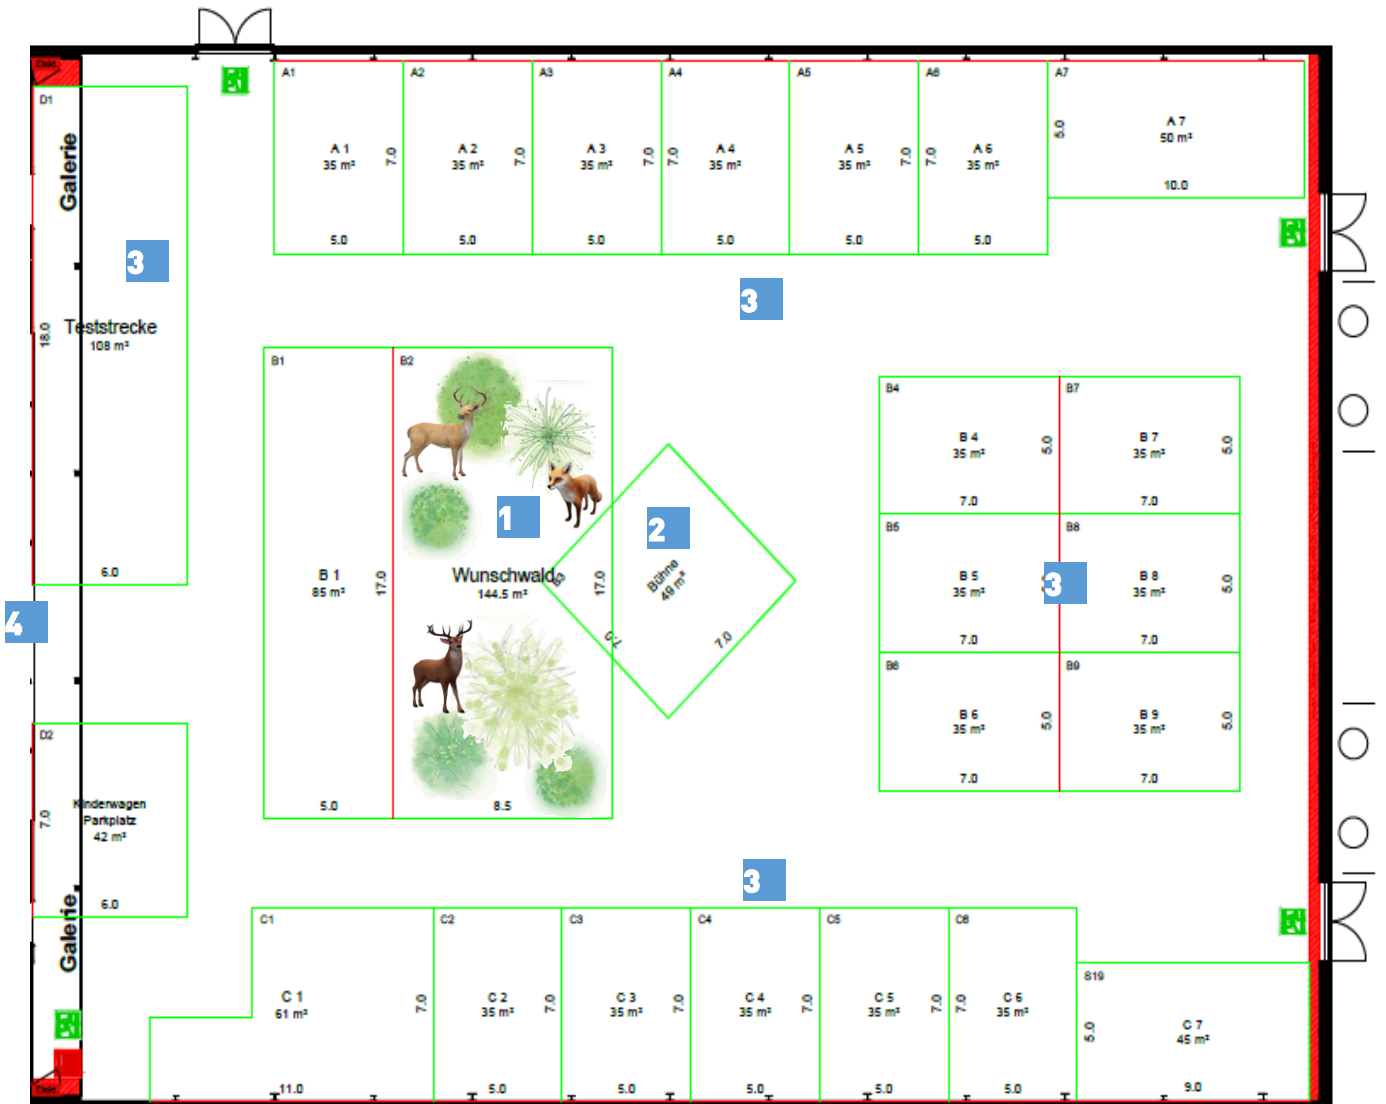 Elekt.
D1
Galerie
3
Teststrecke
108 m²
18.0
6.0
4
D2
Kinderwagen
Parkplatz
42 m²
7.0
6.0
Galerie
A1
A 1
35 m²
7.0
5.0
A2
A 2
35 m²
7.0
5.0
A3
A 3
35 m²
7.0
5.0
A4
7.0
A 4
35 m²
5.0
A5
A 5
35 m²
7.0
5.0
A6
7.0
A 6
35 m²
5.0
A7
5.0
A 7
50 m²
10.0
3
B1
B 1
85 m²
17.0
5.0
B2
1
Wunschwald
144.5 m²
17.0
8.5
B3
2
Bühne
49 m²
7.0
7.0
B4
B 4
35 m²
5.0
7.0
B7
B 7
35 m²
5.0
7.0
B5
B 5
35 m²
7.0
3
B8
B 8
35 m²
5.0
7.0
B6
B 6
35 m²
5.0
7.0
B9
B 9
35 m²
5.0
7.0
3
C1
C 1
61 m²
7.0
11.0
C2
C 2
35 m²
7.0
5.0
C3
C 3
35 m²
7.0
5.0
C4
C 4
35 m²
7.0
5.0
C5
C 5
35 m²
7.0
5.0
C6
7.0
C 6
35 m²
5.0
S19
5.0
C 7
45 m²
9.0
Elekt.